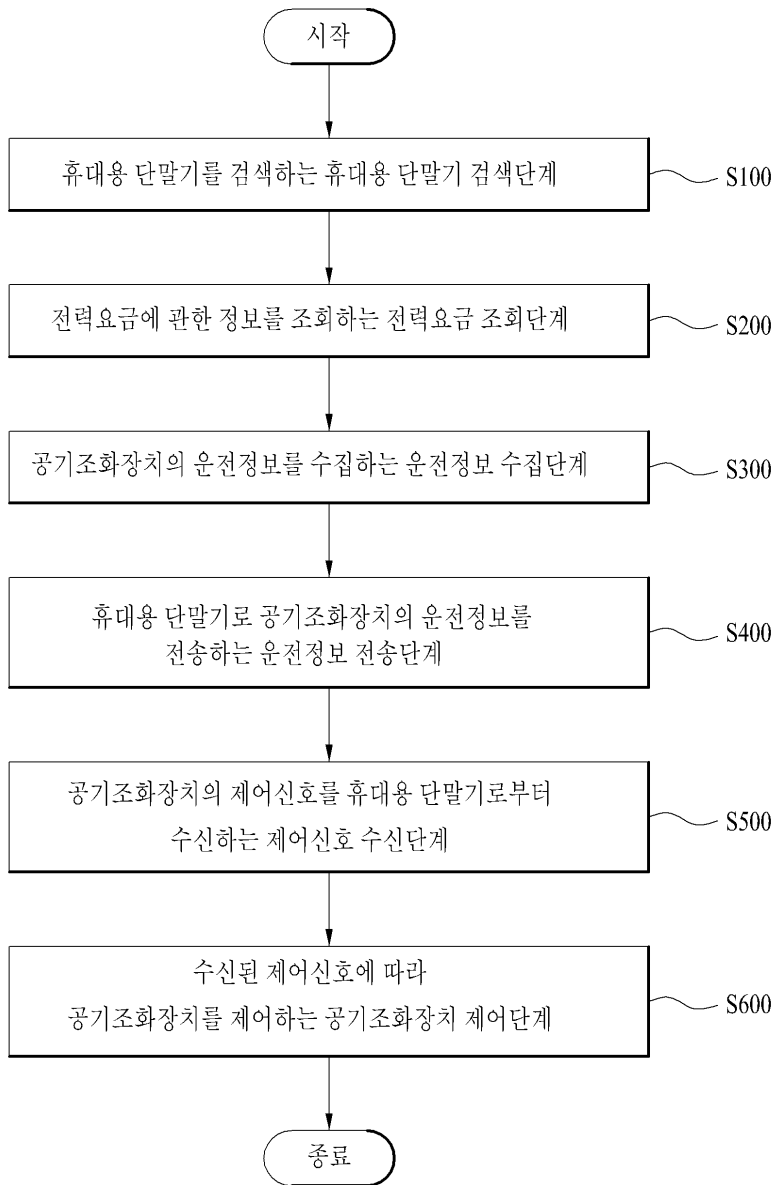 시작
휴대용 단말기를 검색하는 휴대용 단말기 검색단계
S100
전력요금에 관한 정보를 조회하는 전력요금 조회단계
S200
공기조화장치의 운전정보를 수집하는 운전정보 수집단계
S300
휴대용 단말기로 공기조화장치의 운전정보를
전송하는 운전정보 전송단계
S400
공기조화장치의 제어신호를 휴대용 단말기로부터
수신하는 제어신호 수신단계
S500
수신된 제어신호에 따라
공기조화장치를 제어하는 공기조화장치 제어단계
S600
종료